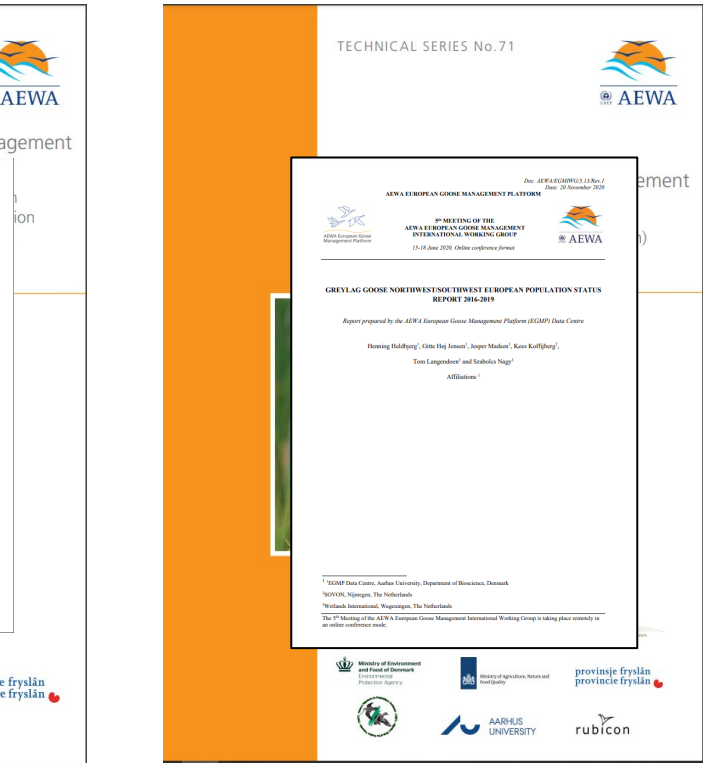 AEWA
agement
n
ion
e fryslân
e fryslân
TECHNICAL SERIES No.71
UNEP
AEWA
ement
n)
Doc. AEWA/EGMIWG/5.13/Rev.1
Date: 20 November 2020
AEWA EUROPEAN GOOSE MANAGEMENT PLATFORM
AEWA European Goose
Management Platform
5th MEETING OF THE
AEWA EUROPEAN GOOSE MANAGEMENT
INTERNATIONAL WORKING GROUP
15-18 June 2020, Online conference format
AEWA
GREYLAG GOOSE NORTHWEST/SOUTHWEST EUROPEAN POPULATION STATUS
REPORT 2016-2019
Report prepared by the AEWA European Goose Management Platform (EGMP) Data Centre
Henning Heldbjerg1, Gitte Høj Jensen1, Jesper Madsen1, Kees Koffijberg2,
Tom Langendoen3 and Szabolcs Nagy3
Affiliations 1
1 1EGMP Data Centre, Aarhus University, Department of Bioscience, Denmark
2SOVON, Nijmegen, The Netherlands
3Wetlands International, Wageningen, The Netherlands
The 5th Meeting of the AEWA European Goose Management International Working Group is taking place remotely in
an online conference mode.
Ministry of Environment
and Food of Denmark
Environmental
Protection Agency
Ministry of Agriculture, Nature and
Food Quality
provinsje fryslân
provincie fryslân
AARHUS
UNIVERSITY
rubicon